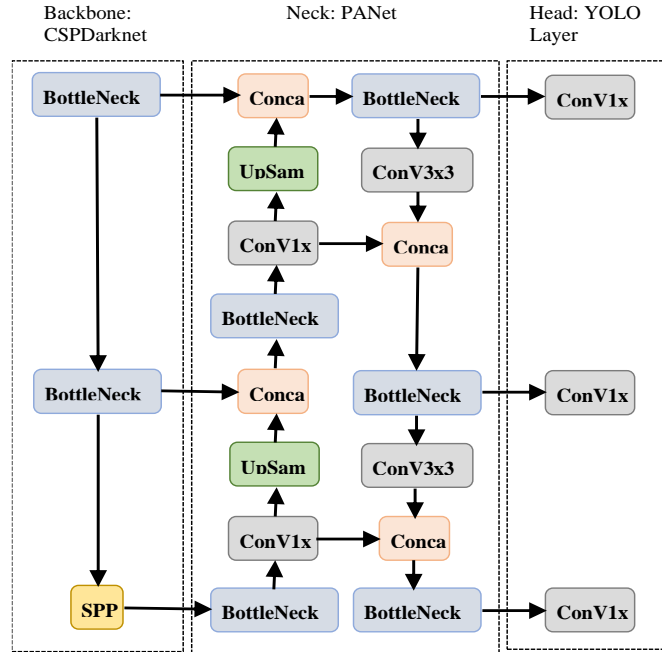 Backbone:
CSPDarknet
Neck: PANet
Head: YOLO
Layer
BottleNeck
Conca
BottleNeck
ConV1x
UpSam
ConV3x3
ConV1x
Conca
BottleNeck
BottleNeck
Conca
BottleNeck
ConV1x
UpSam
ConV3x3
ConV1x
Conca
SPP
BottleNeck
BottleNeck
ConV1x